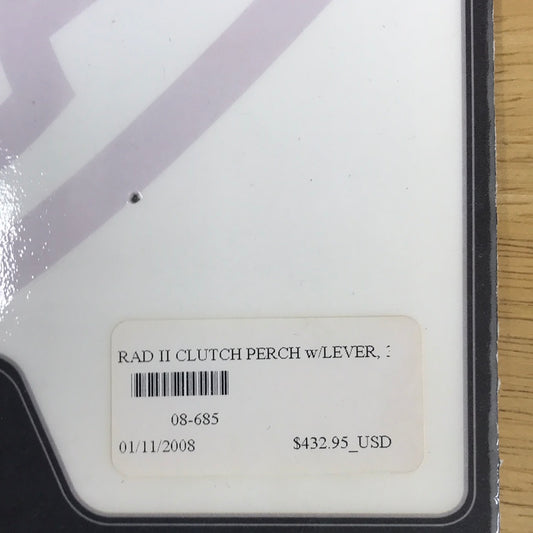 RAD II CLUTCH PERCH w/LEVER,
08-685
01/11/2008 $432.95_USD